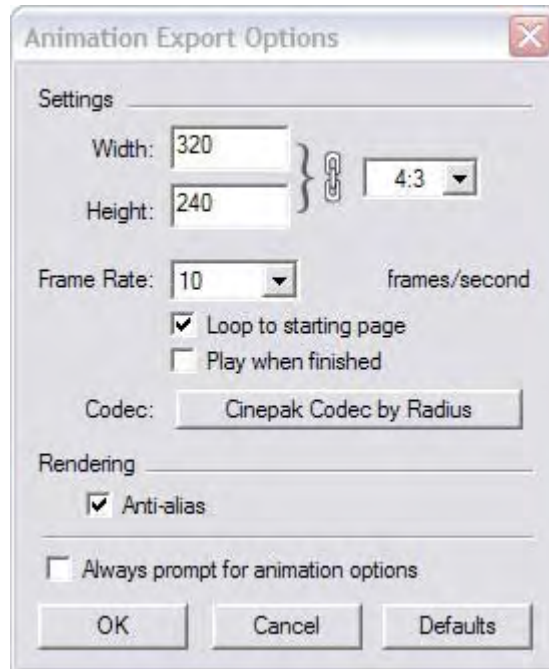 Animation Export Options
Settings
Width: 320
Height: 240
4:3
Frame Rate: 10 frames/second
Loop to starting page
Play when finished
Codec: Cinepak Codec by Radius
Rendering
Anti-alias
Always prompt for animation options
OK Cancel Defaults